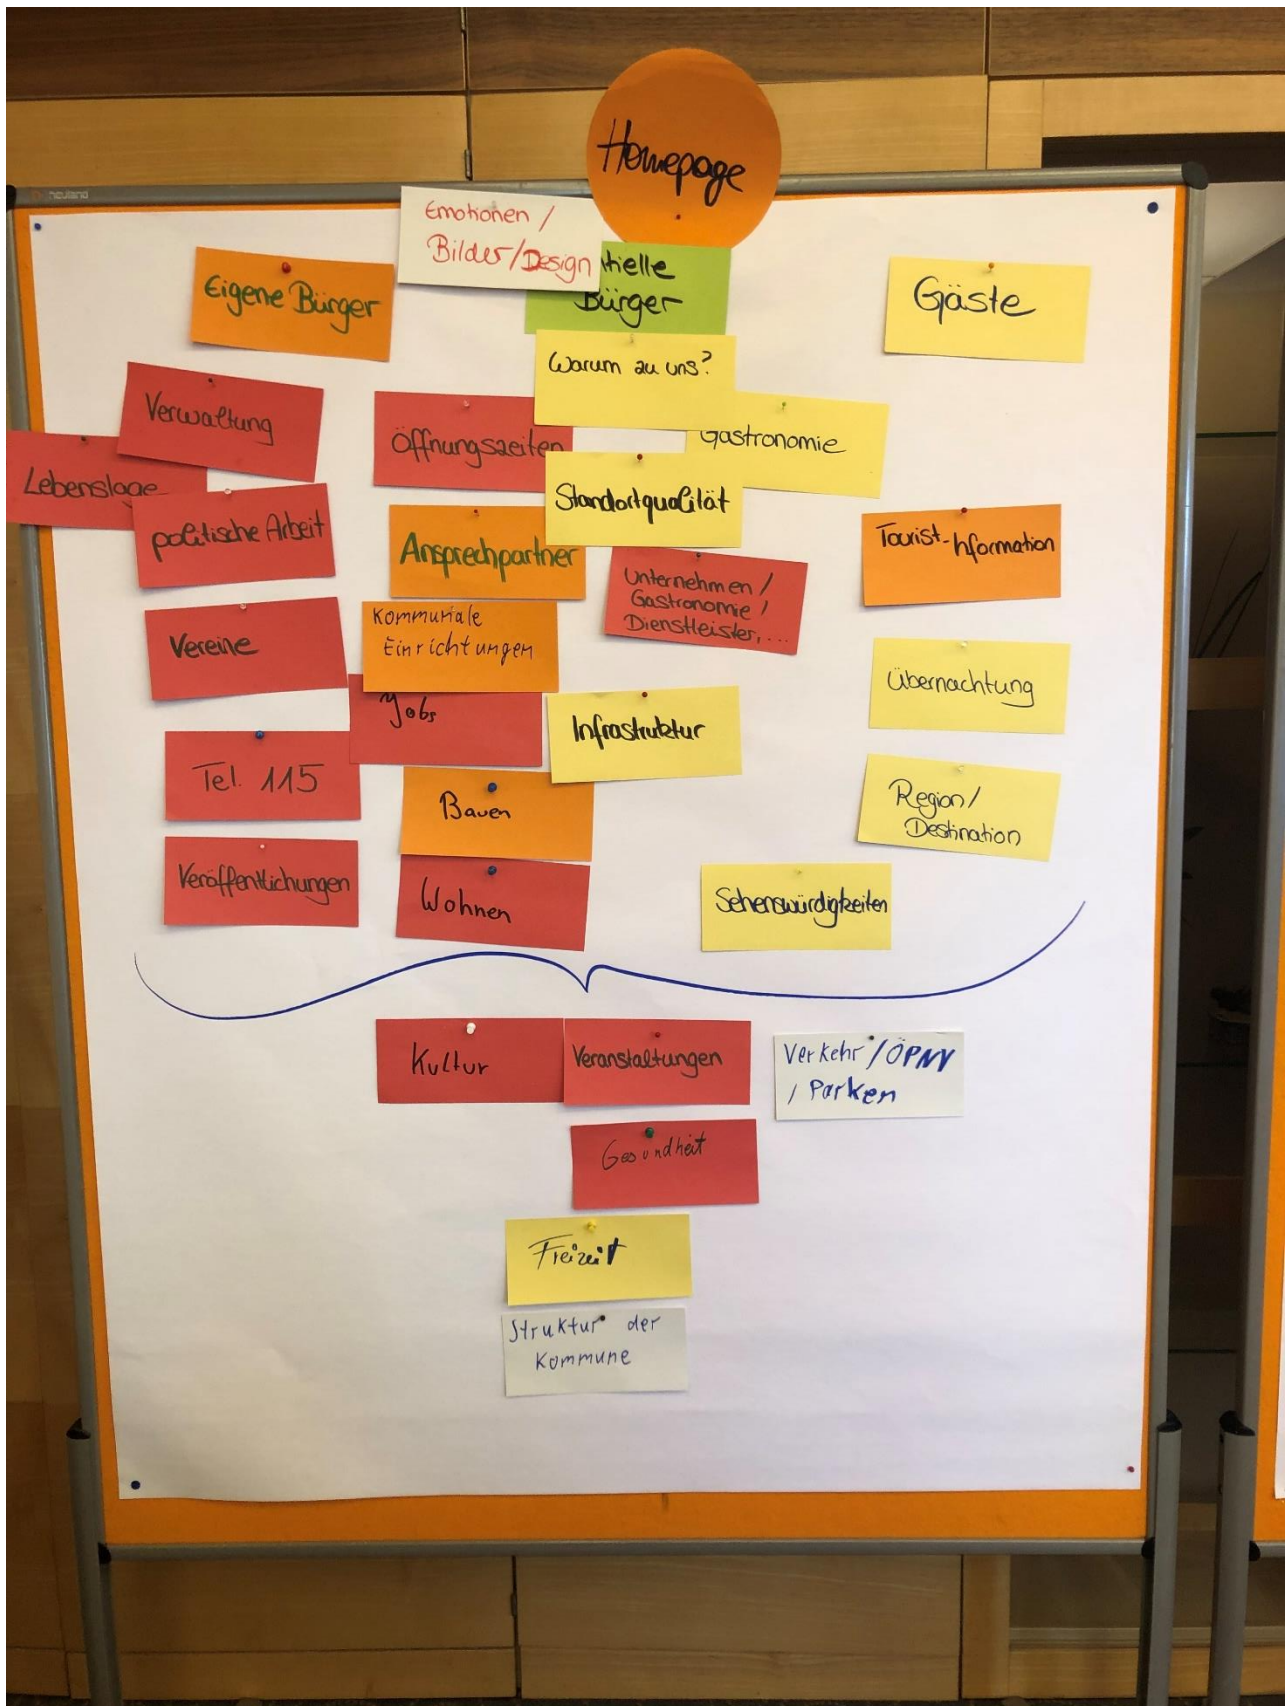 Homepage
neuland
Emotionen /
Bilder/Design
Eigene Bürger
tielle
Bürger
Gäste
Warum zu uns?
Verwaltung
Öffnungszeiten
Gastronomie
Lebenslage
politische Arbeit
Standortqualität
Ansprechpartner
Tourist-Information
Unternehmen /
Gastronomie /
Dienstleister, ...
Vereine
Kommunale
Einrichtungen
Übernachtung
Jobs
Infrastruktur
Tel. 115
Bauen
Region/
Destination
Veröffentlichungen
Wohnen
Sehenswürdigkeiten
Kultur
Veranstaltungen
Verkehr / ÖPNV
/ Parken
Gesundheit
Freizeit
Struktur der
Kommune